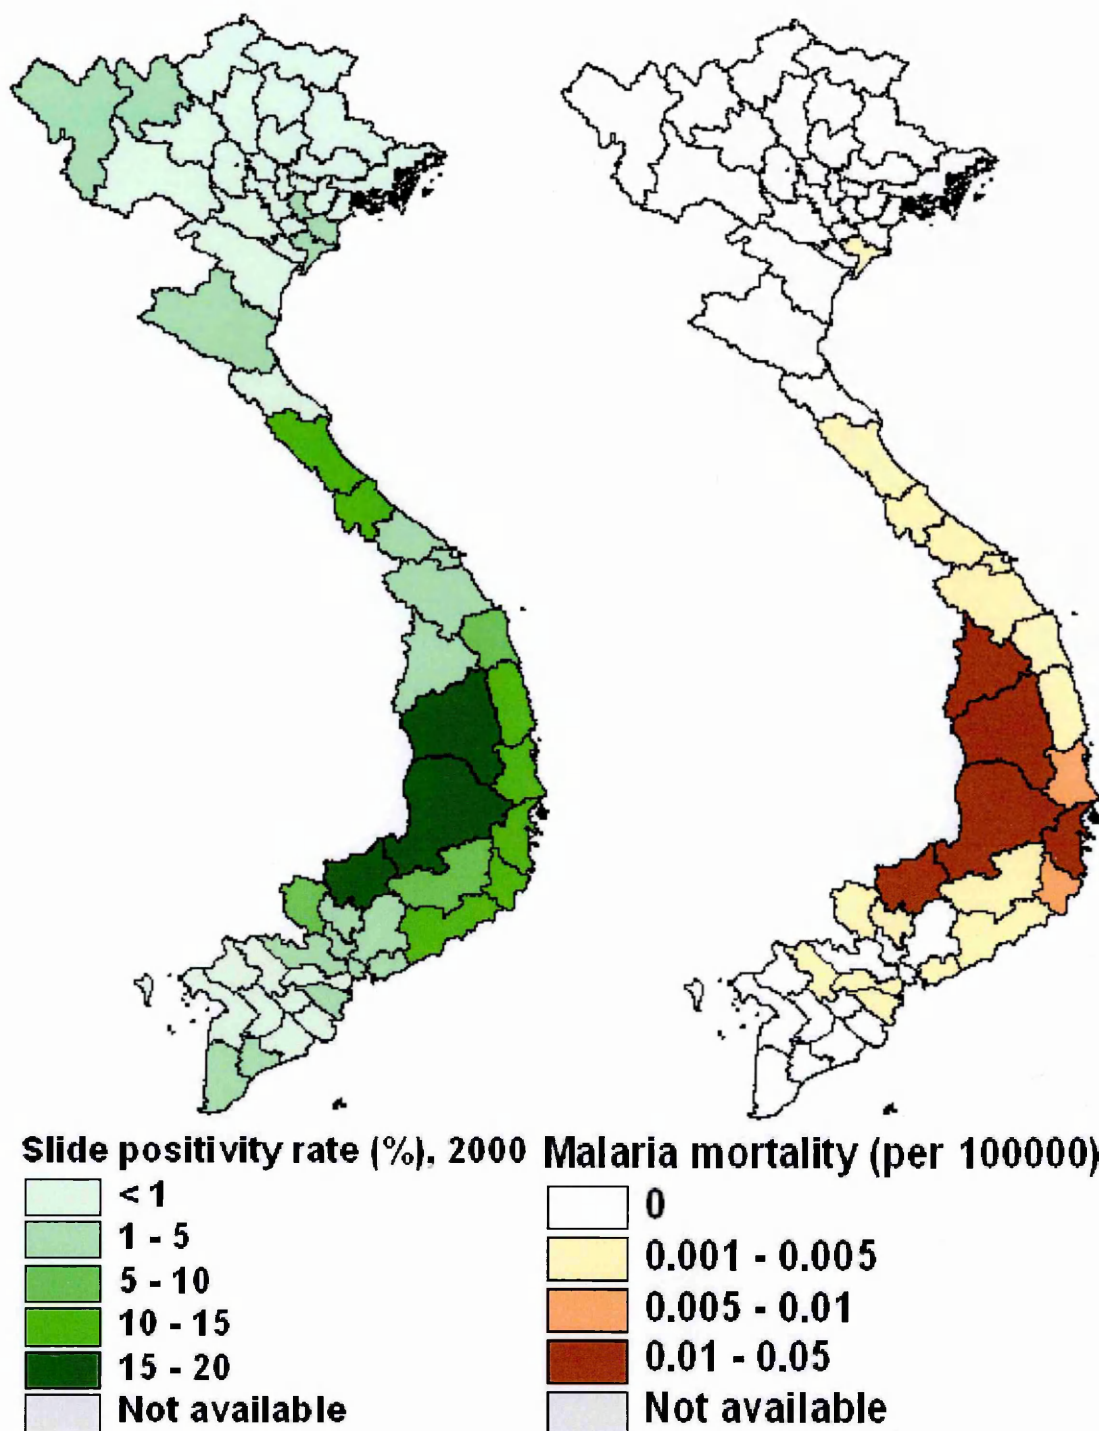 Slide positivity rate (%), 2000
< 1
1 - 5
5 - 10
10 - 15
15 - 20
Not available
Malaria mortality (per 100000)
0
0.001 - 0.005
0.005 - 0.01
0.01 - 0.05
Not available